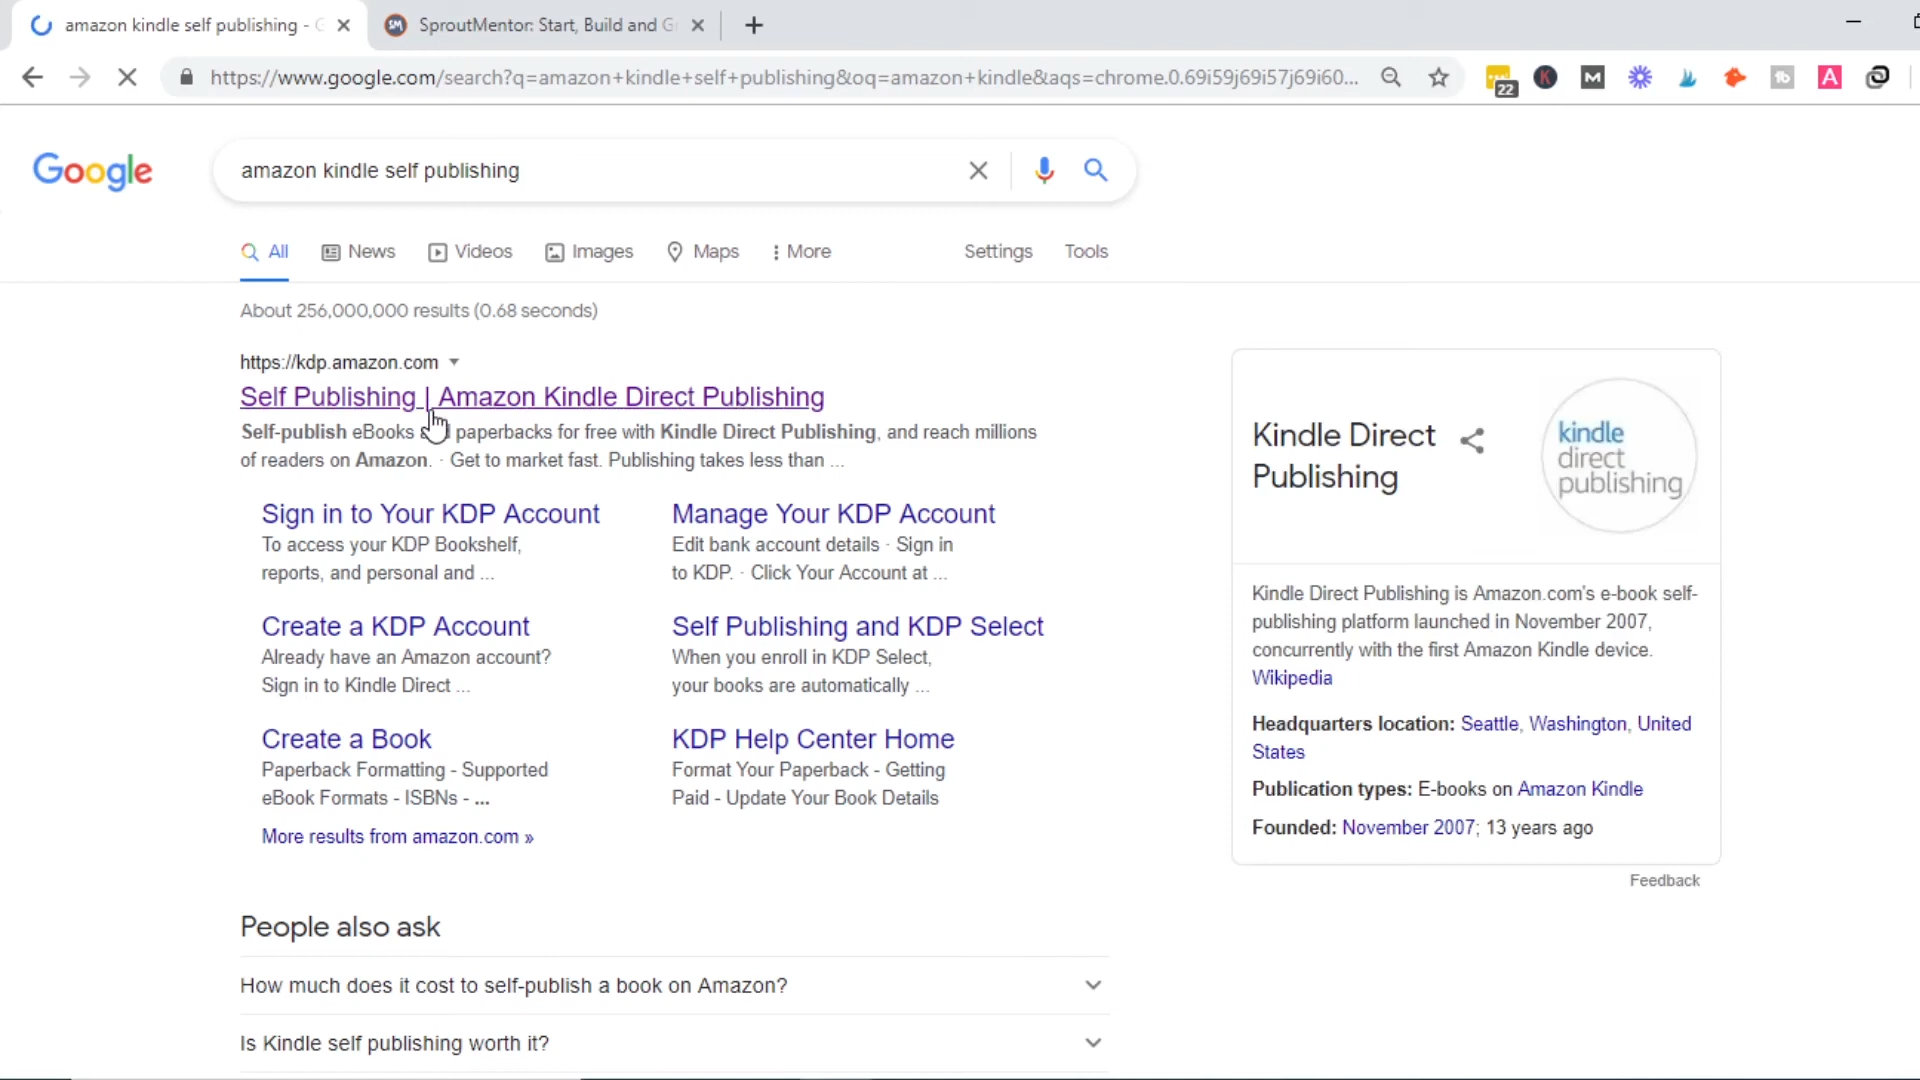 amazon kindle self publishing - G
SproutMentor: Start, Build and Gr
https://www.google.com/search?q=amazon+kindle+self+publishing&oq=amazon+kindle&aqs=chrome.0.69i59j69i57j69i60...
22
K
M
A
Google
amazon kindle self publishing
All
News
Videos
Images
Maps
More
Settings
Tools
About 256,000,000 results (0.68 seconds)
https://kdp.amazon.com
Self Publishing | Amazon Kindle Direct Publishing
Self-publish eBooks paperbacks for free with Kindle Direct Publishing, and reach millions
of readers on Amazon. · Get to market fast. Publishing takes less than ...
Sign in to Your KDP Account
To access your KDP Bookshelf,
reports, and personal and ...
Manage Your KDP Account
Edit bank account details · Sign in
to KDP. · Click Your Account at ...
Create a KDP Account
Already have an Amazon account?
Sign in to Kindle Direct ...
Self Publishing and KDP Select
When you enroll in KDP Select,
your books are automatically ...
Create a Book
Paperback Formatting - Supported
eBook Formats - ISBNs - ...
KDP Help Center Home
Format Your Paperback - Getting
Paid - Update Your Book Details
More results from amazon.com »
People also ask
How much does it cost to self-publish a book on Amazon?
Is Kindle self publishing worth it?
Kindle Direct
Publishing
kindle
direct
publishing
Kindle Direct Publishing is Amazon.com's e-book self-
publishing platform launched in November 2007,
concurrently with the first Amazon Kindle device.
Wikipedia
Headquarters location: Seattle, Washington, United
States
Publication types: E-books on Amazon Kindle
Founded: November 2007; 13 years ago
Feedback